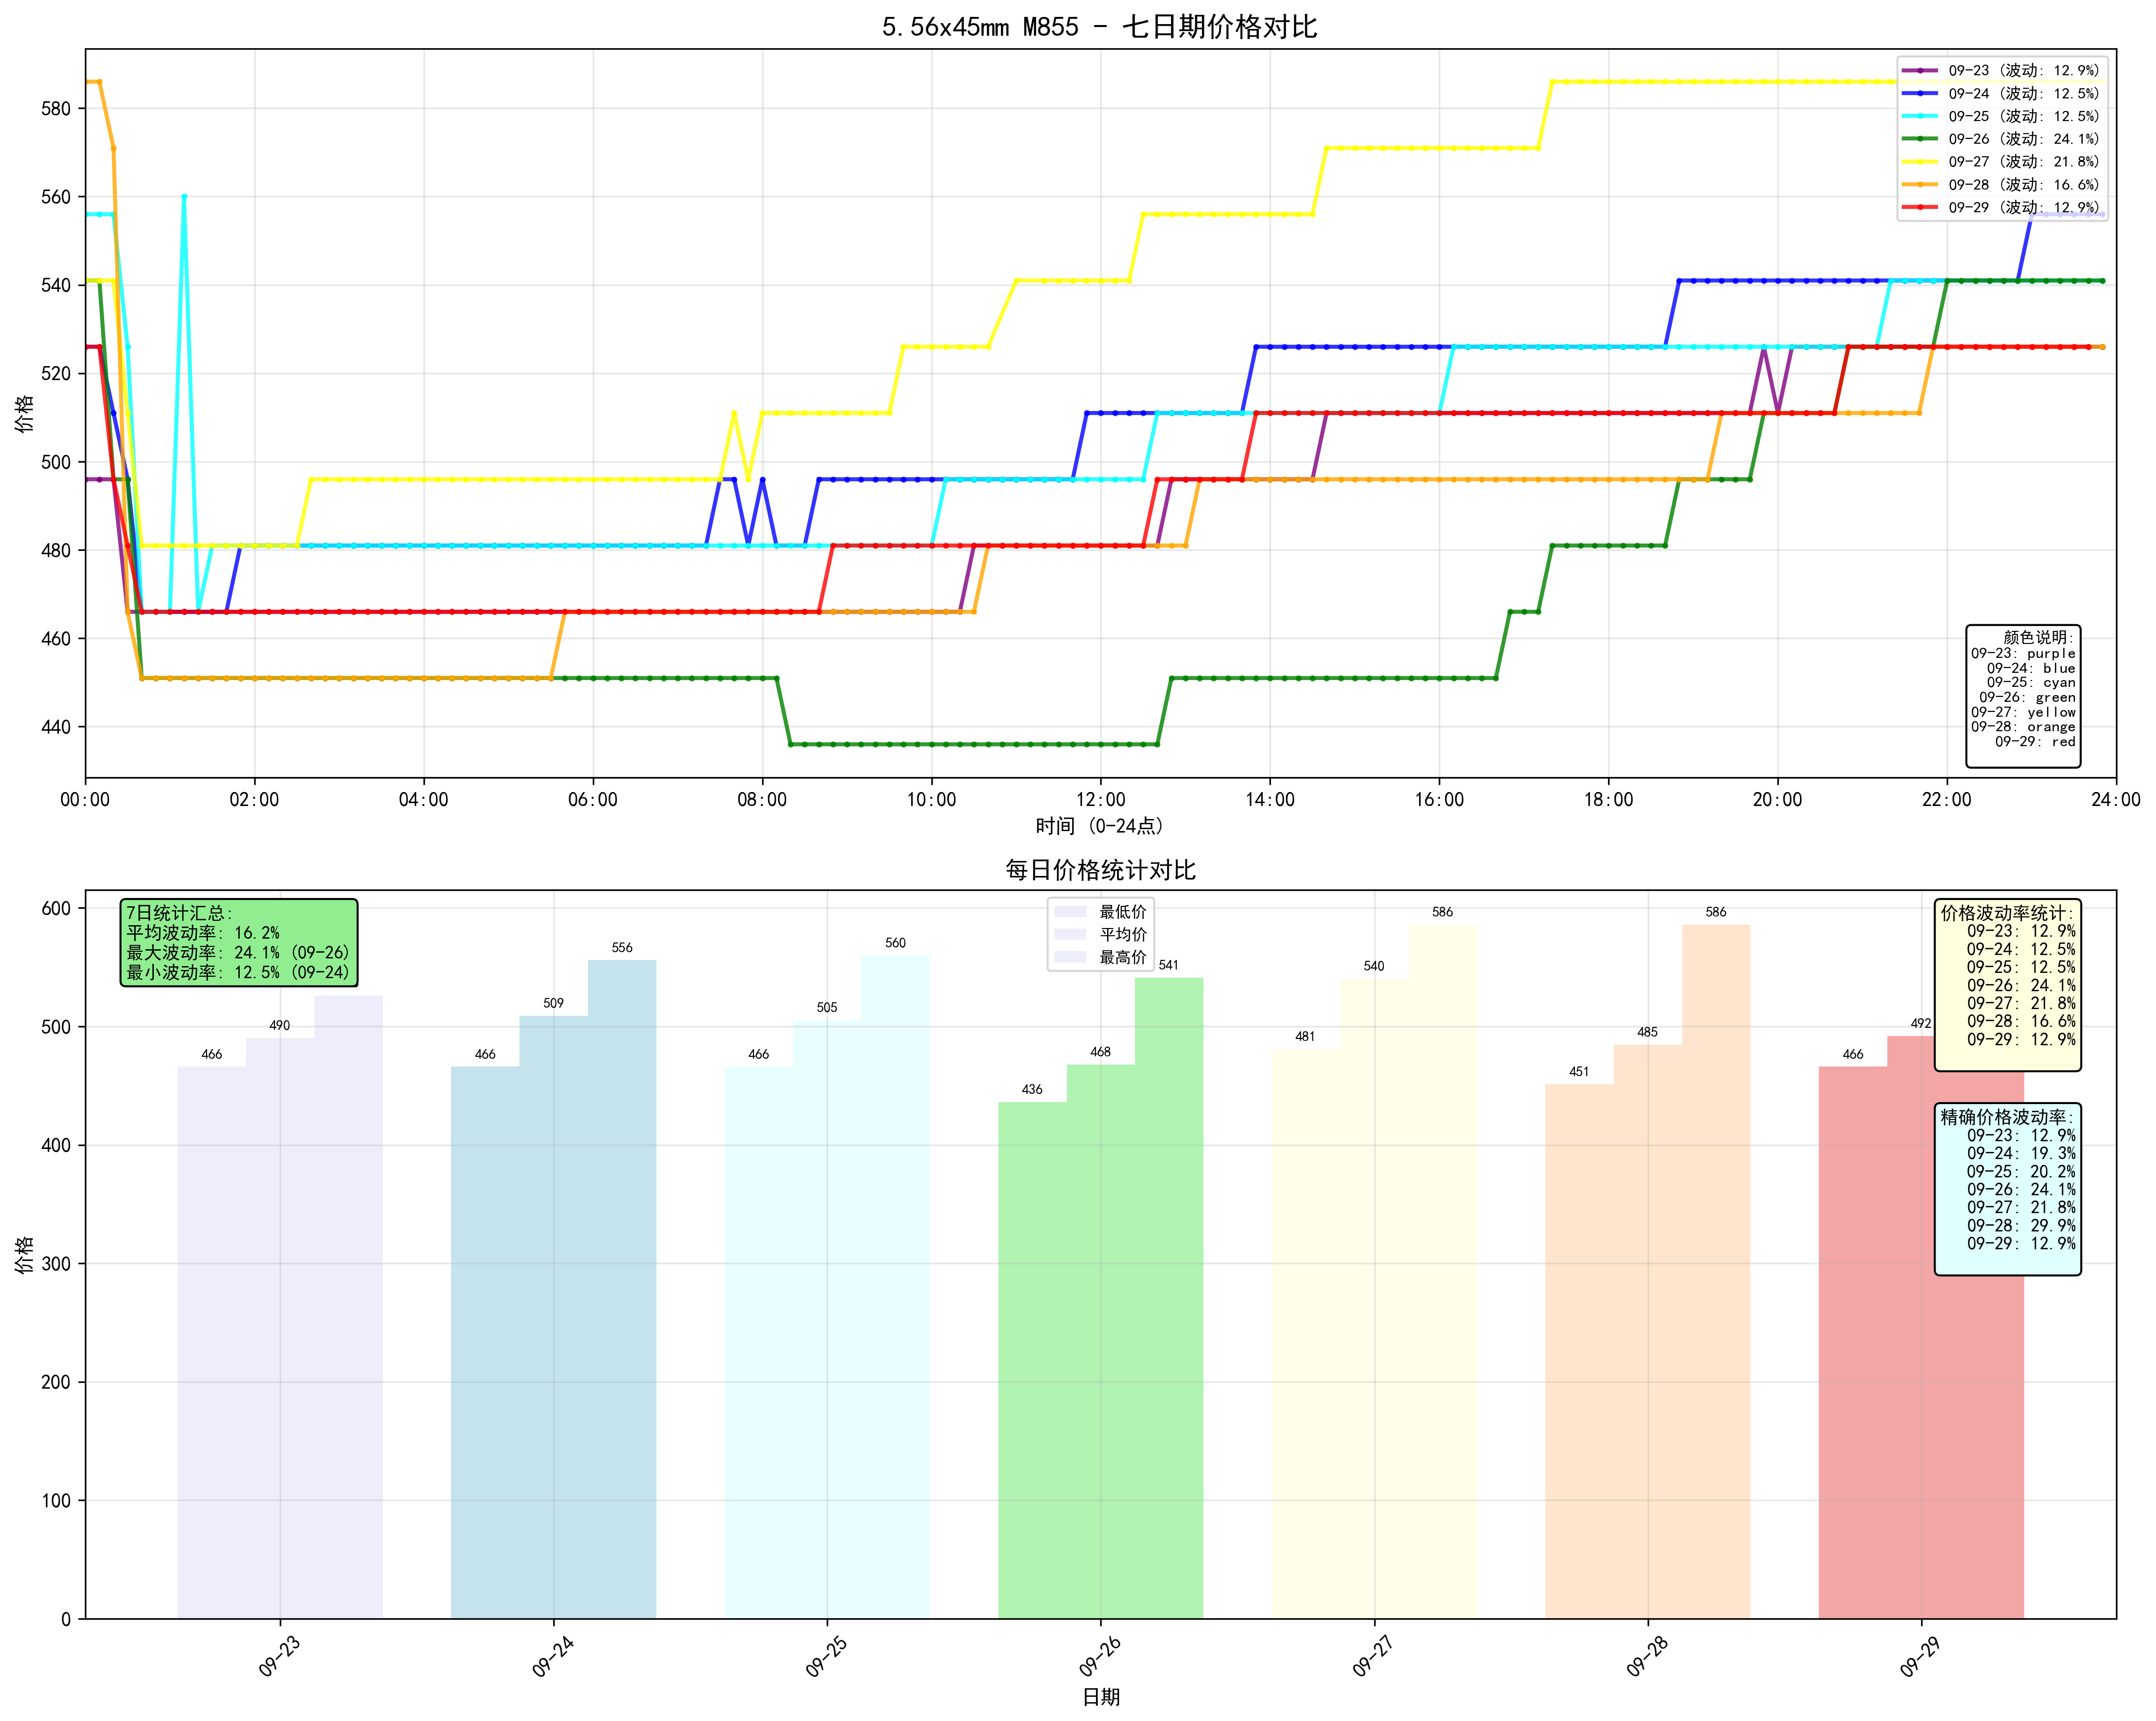 5.56x45mm M855 - 七日期价格对比
价格
580
560
540
520
500
480
460
440
09-23 (波动: 12.9%)
09-24 (波动: 12.5%)
09-25 (波动: 12.5%)
09-26 (波动: 24.1%)
09-27 (波动: 21.8%)
09-28 (波动: 16.6%)
09-29 (波动: 12.9%)
颜色说明:
09-23: purple
09-24: blue
09-25: cyan
09-26: green
09-27: yellow
09-28: orange
09-29: red
00:00 02:00 04:00 06:00 08:00 10:00 12:00 14:00 16:00 18:00 20:00 22:00 24:00
时间 (0-24点)
每日价格统计对比
价格
600
500
400
300
200
100
0
7日统计汇总:
平均波动率: 16.2%
最大波动率: 24.1% (09-26)
最小波动率: 12.5% (09-24)
最低价
平均价
最高价
价格波动率统计:
09-23: 12.9%
09-24: 12.5%
09-25: 12.5%
09-26: 24.1%
09-27: 21.8%
09-28: 16.6%
09-29: 12.9%
精确价格波动率:
09-23: 12.9%
09-24: 19.3%
09-25: 20.2%
09-26: 24.1%
09-27: 21.8%
09-28: 29.9%
09-29: 12.9%
466 490
466 509 556
466 505 560
436 468 541
481 540 586
451 485 586
466 492
09-23 09-24 09-25 09-26 09-27 09-28 09-29
日期